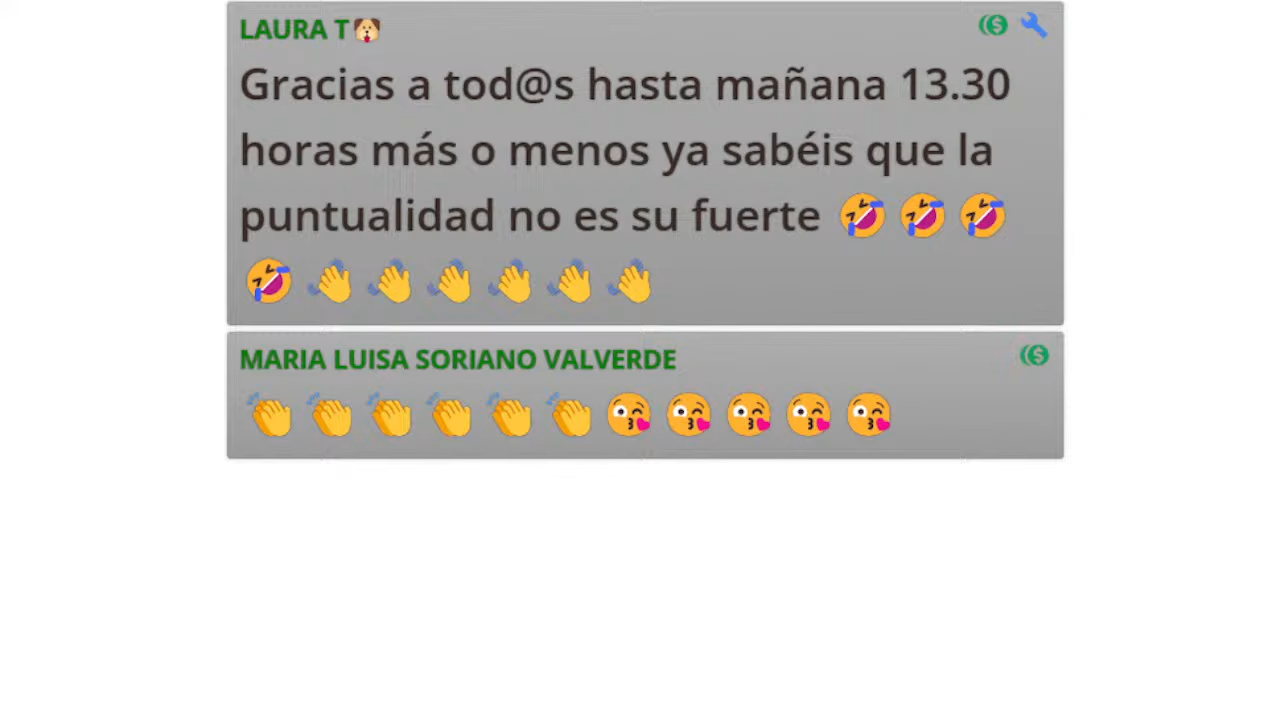 LAURA T🐶
Gracias a tod@s hasta mañana 13.30
horas más o menos ya sabéis que la
puntualidad no es su fuerte 🤣 🤣 🤣
🤣 👋 👋 👋 👋 👋 👋
MARIA LUISA SORIANO VALVERDE
👏 👏 👏 👏 👏 👏 😘 😘 😘 😘 😘